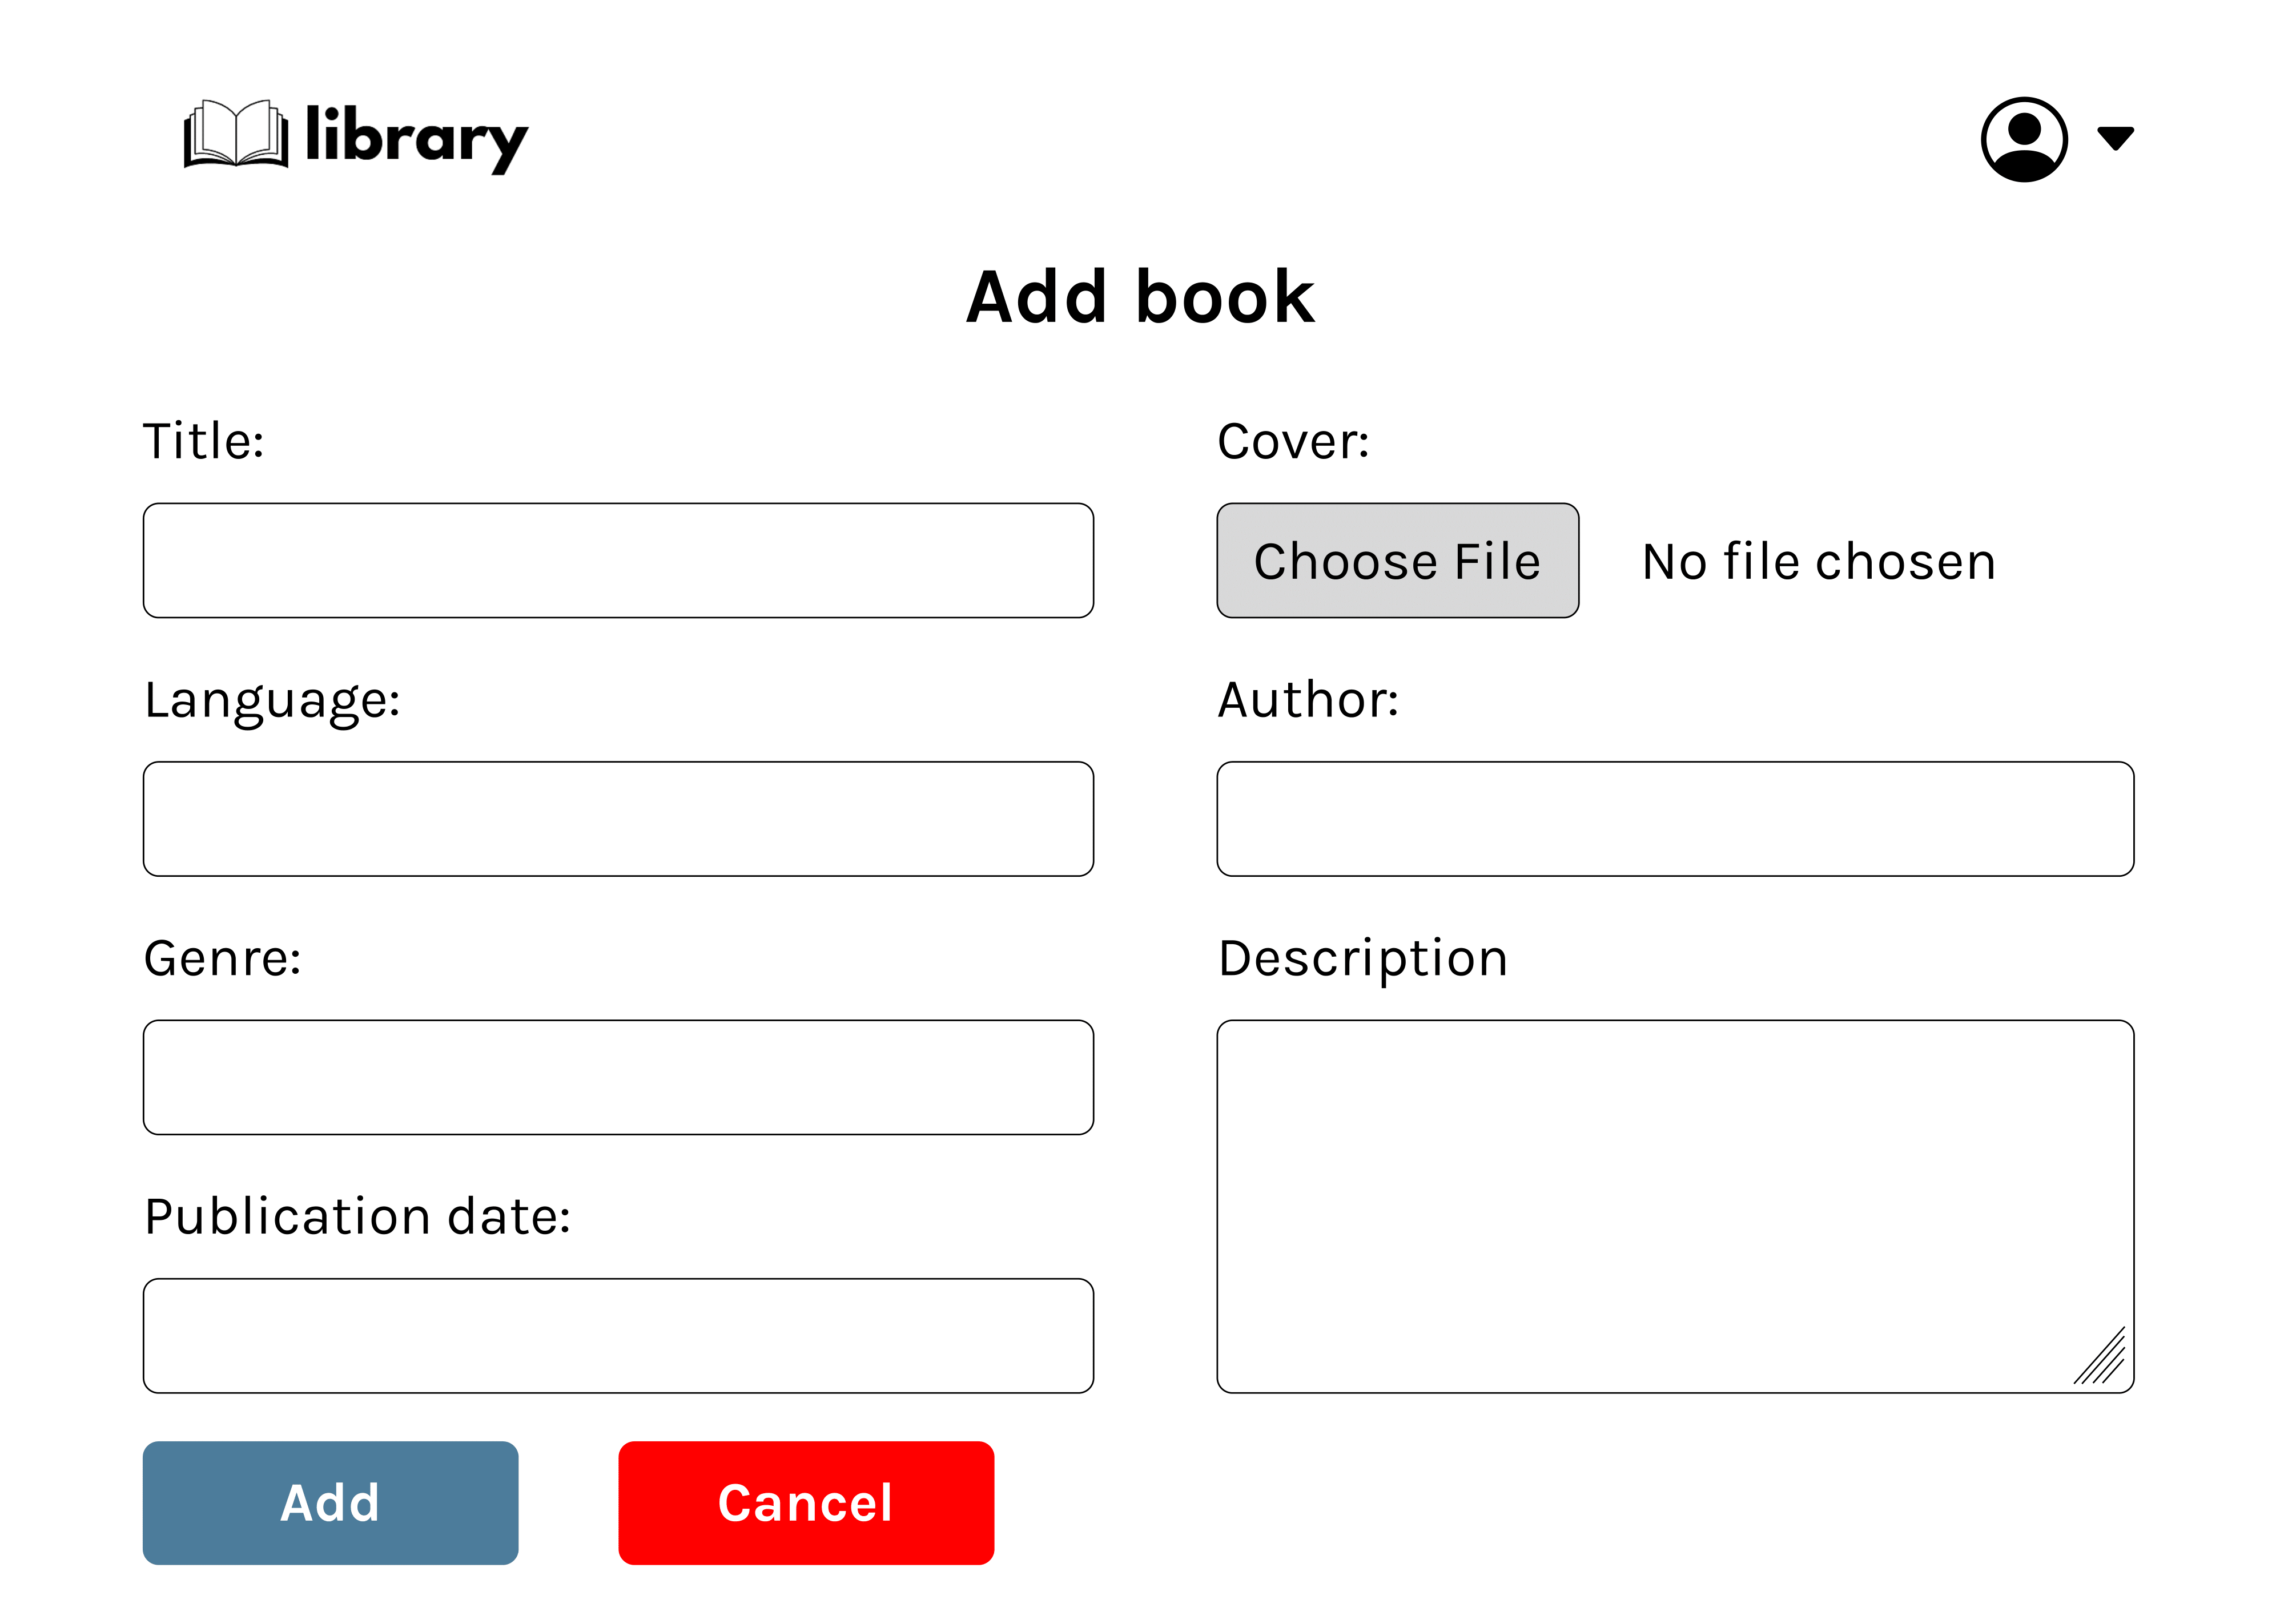 library
Add book
Title:
Cover:
Choose File
No file chosen
Language:
Author:
Genre:
Description
Publication date:
Add
Cancel